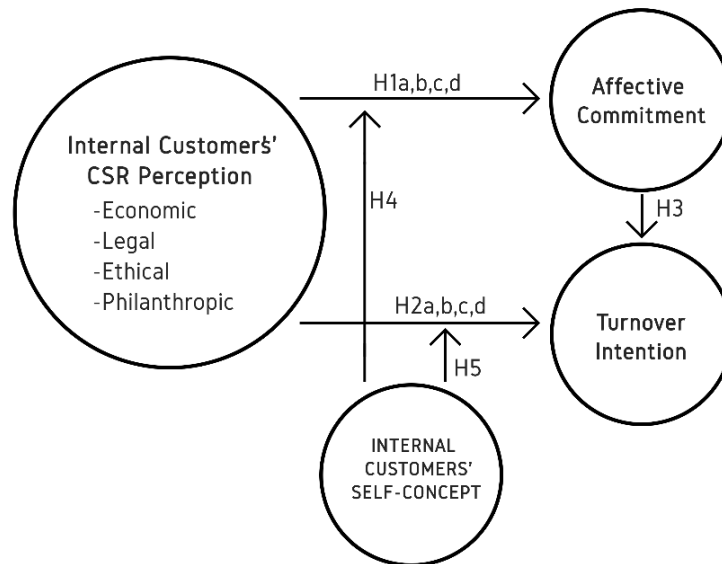 H1a,b,c,d
Affective
Commitment
Internal Customers'
CSR Perception
-Economic
-Legal
-Ethical
-Philanthropic
H4
H3
H2a,b,c,d
Turnover
Intention
H5
INTERNAL
CUSTOMERS'
SELF-CONCEPT